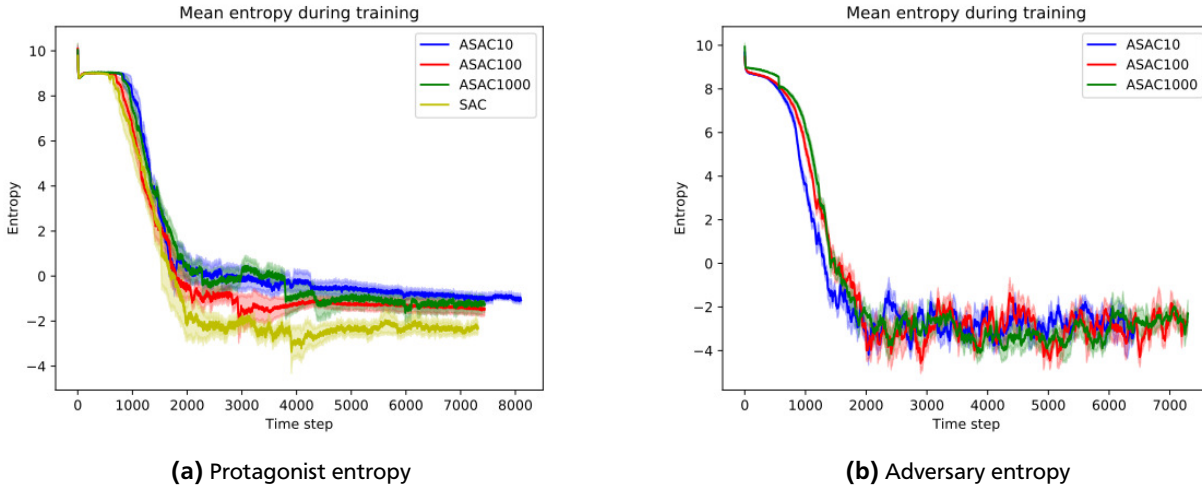 Mean entropy during training
10
8
6
4
2
0
−2
−4
Entropy
ASAC10
ASAC100
ASAC1000
SAC
0 1000 2000 3000 4000 5000 6000 7000 8000
Time step
(a) Protagonist entropy
Mean entropy during training
10
8
6
4
2
0
−2
−4
Entropy
ASAC10
ASAC100
ASAC1000
0 1000 2000 3000 4000 5000 6000 7000
Time step
(b) Adversary entropy